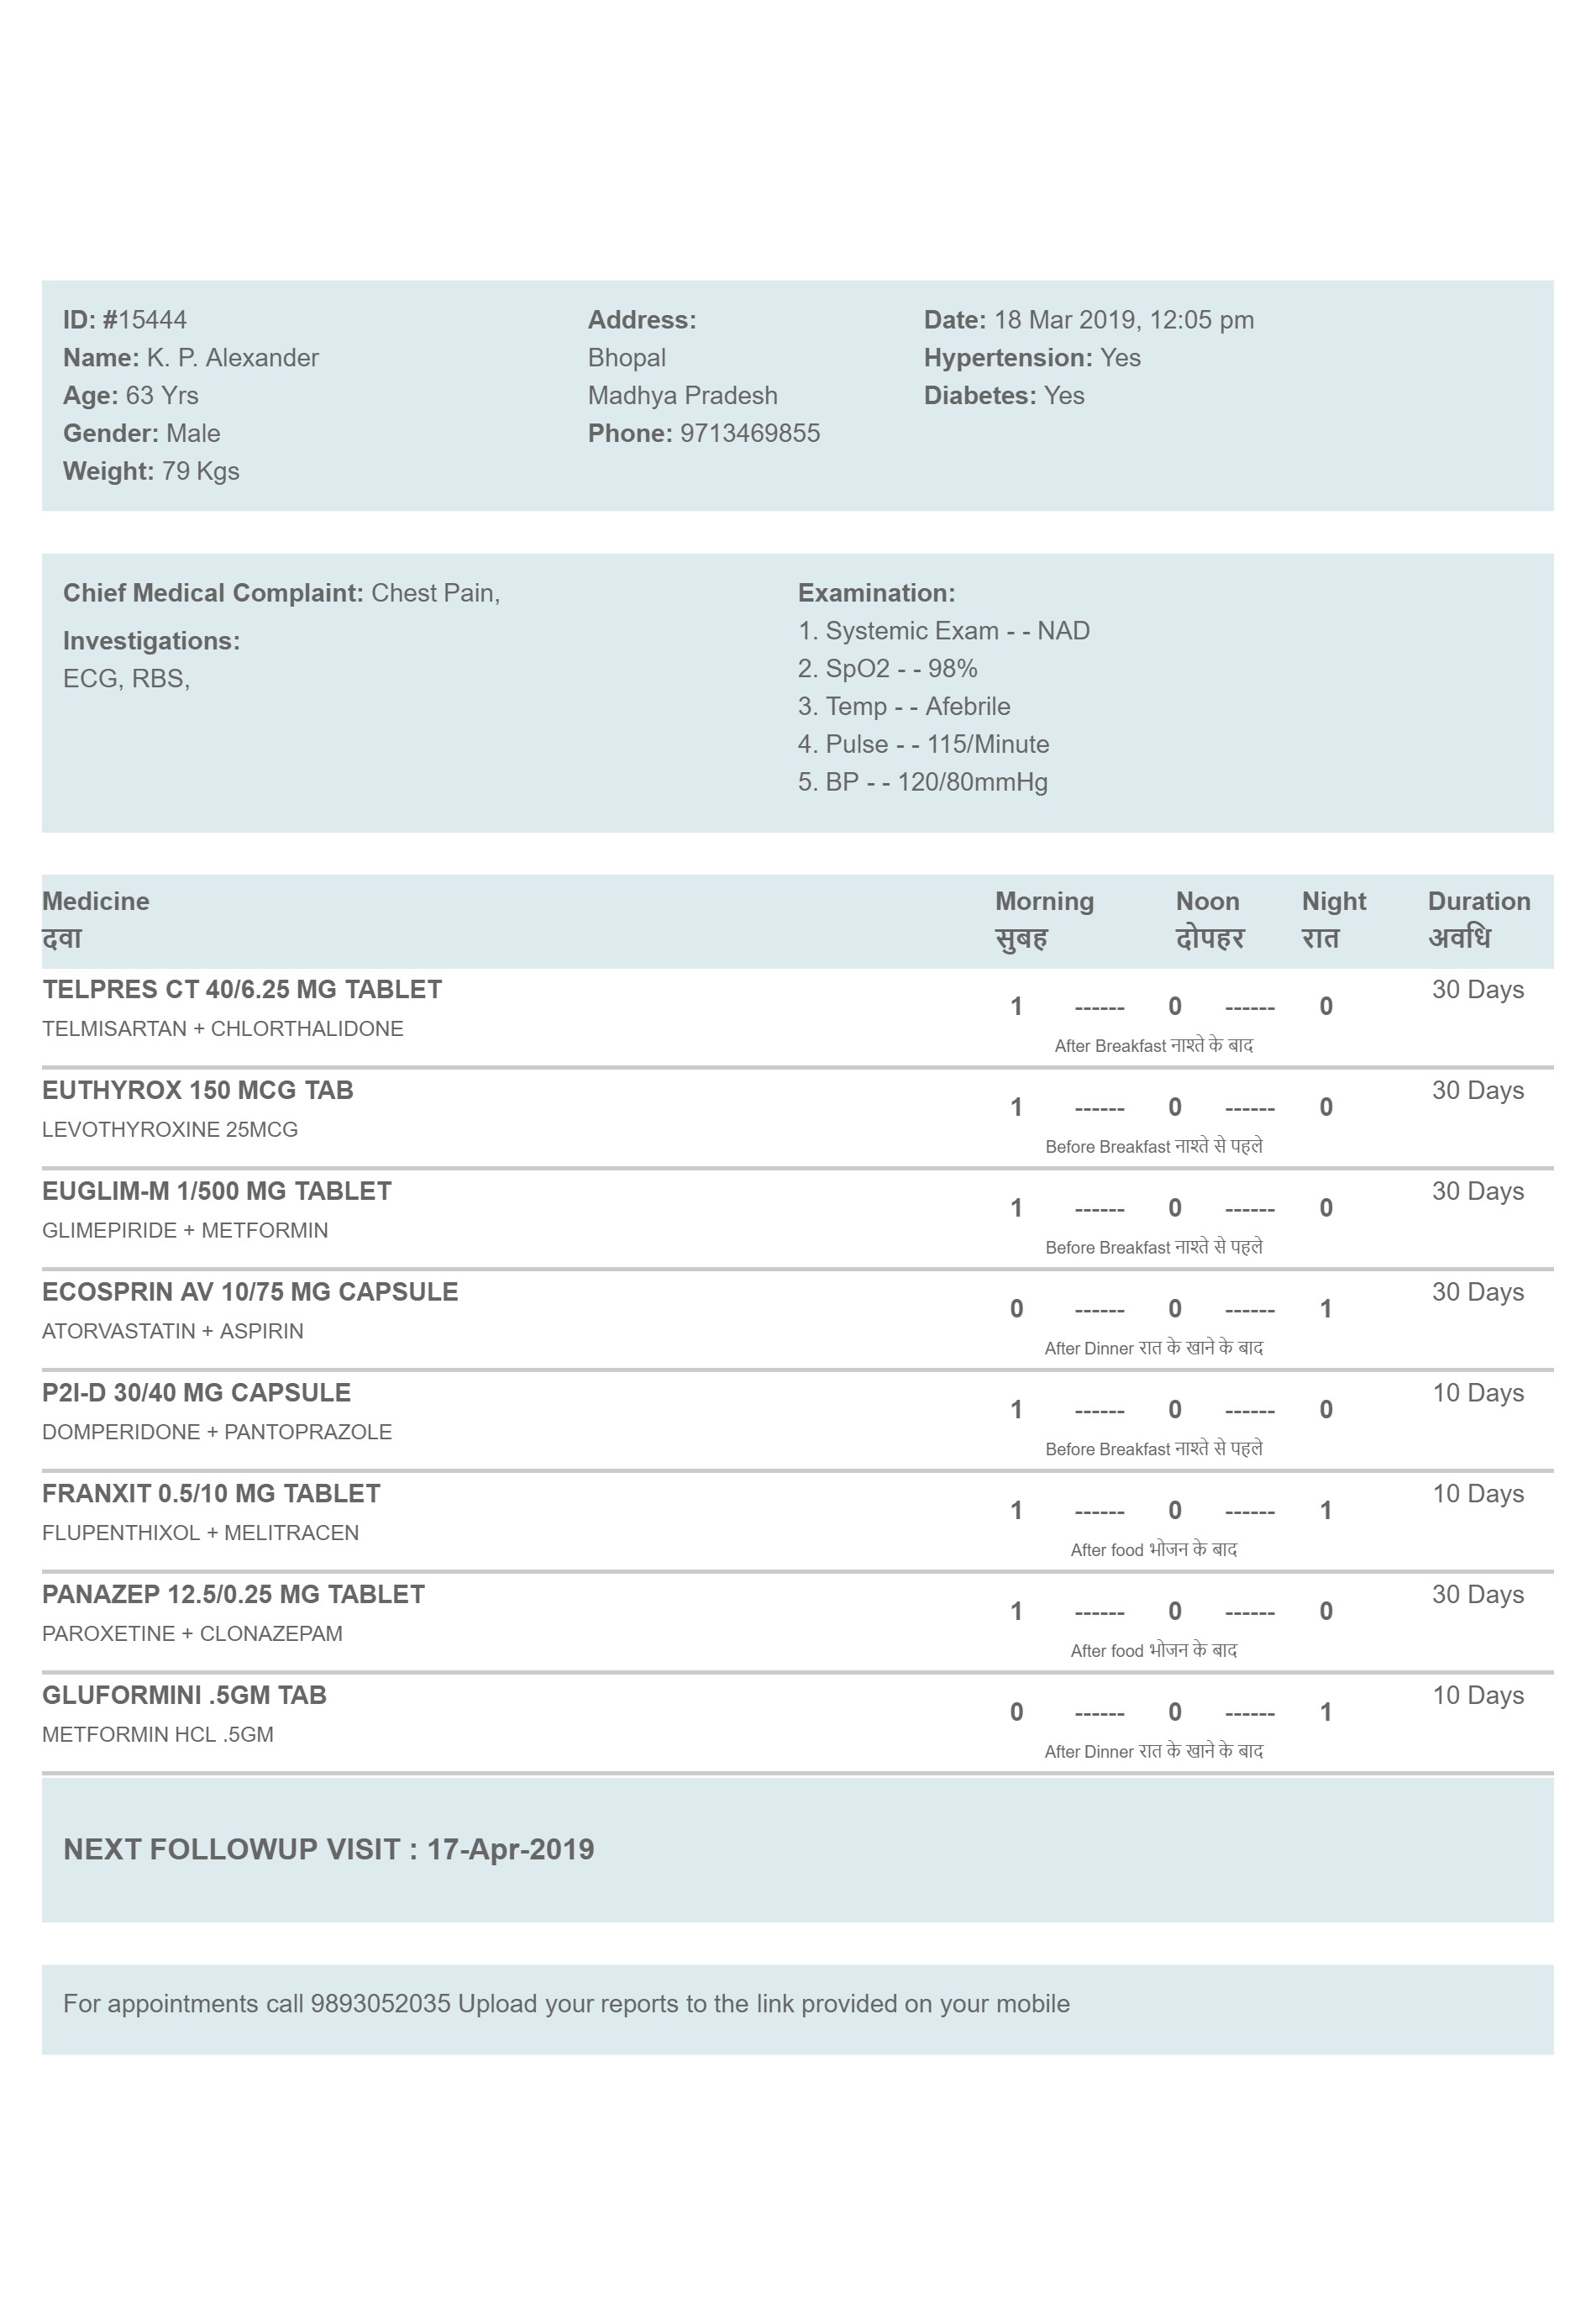 ID: #15444
Name: K. P. Alexander
Age: 63 Yrs
Gender: Male
Weight: 79 Kgs
Address:
Bhopal
Madhya Pradesh
Phone: 9713469855
Date: 18 Mar 2019, 12:05 pm
Hypertension: Yes
Diabetes: Yes
Chief Medical Complaint: Chest Pain,
Investigations:
ECG, RBS,
Examination:
1. Systemic Exam - - NAD
2. SpO2 - - 98%
3. Temp - - Afebrile
4. Pulse - - 115/Minute
5. BP - - 120/80mmHg
Medicine Morning Noon Night Duration
दवा सुबह दोपहर रात अवधि
TELPRES CT 40/6.25 MG TABLET 30 Days
1 ------ 0 ------ 0
TELMISARTAN + CHLORTHALIDONE
After Breakfast नाश्ते के बाद
EUTHYROX 150 MCG TAB 30 Days
1 ------ 0 ------ 0
LEVOTHYROXINE 25MCG
Before Breakfast नाश्ते से पहले
EUGLIM-M 1/500 MG TABLET 30 Days
1 ------ 0 ------ 0
GLIMEPIRIDE + METFORMIN
Before Breakfast नाश्ते से पहले
ECOSPRIN AV 10/75 MG CAPSULE 30 Days
0 ------ 0 ------ 1
ATORVASTATIN + ASPIRIN
After Dinner रात के खाने के बाद
P2I-D 30/40 MG CAPSULE 10 Days
1 ------ 0 ------ 0
DOMPERIDONE + PANTOPRAZOLE
Before Breakfast नाश्ते से पहले
FRANXIT 0.5/10 MG TABLET 10 Days
1 ------ 0 ------ 1
FLUPENTHIXOL + MELITRACEN
After food भोजन के बाद
PANAZEP 12.5/0.25 MG TABLET 30 Days
1 ------ 0 ------ 0
PAROXETINE + CLONAZEPAM
After food भोजन के बाद
GLUFORMINI .5GM TAB 10 Days
0 ------ 0 ------ 1
METFORMIN HCL .5GM
After Dinner रात के खाने के बाद
NEXT FOLLOWUP VISIT : 17-Apr-2019
For appointments call 9893052035 Upload your reports to the link provided on your mobile